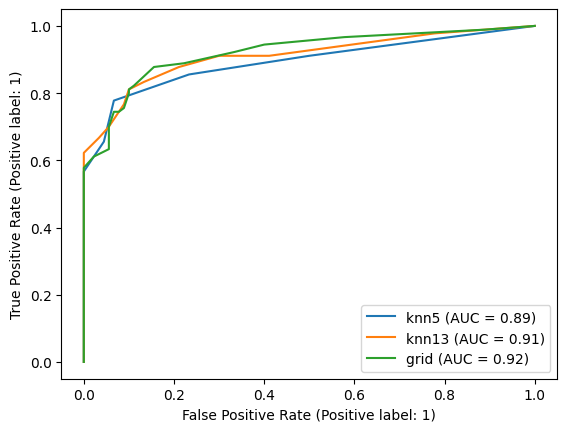 1.0
0.8
0.6
0.4
0.2
0.0
True Positive Rate (Positive label: 1)
knn5 (AUC = 0.89)
knn13 (AUC = 0.91)
grid (AUC = 0.92)
0.0 0.2 0.4 0.6 0.8 1.0
False Positive Rate (Positive label: 1)